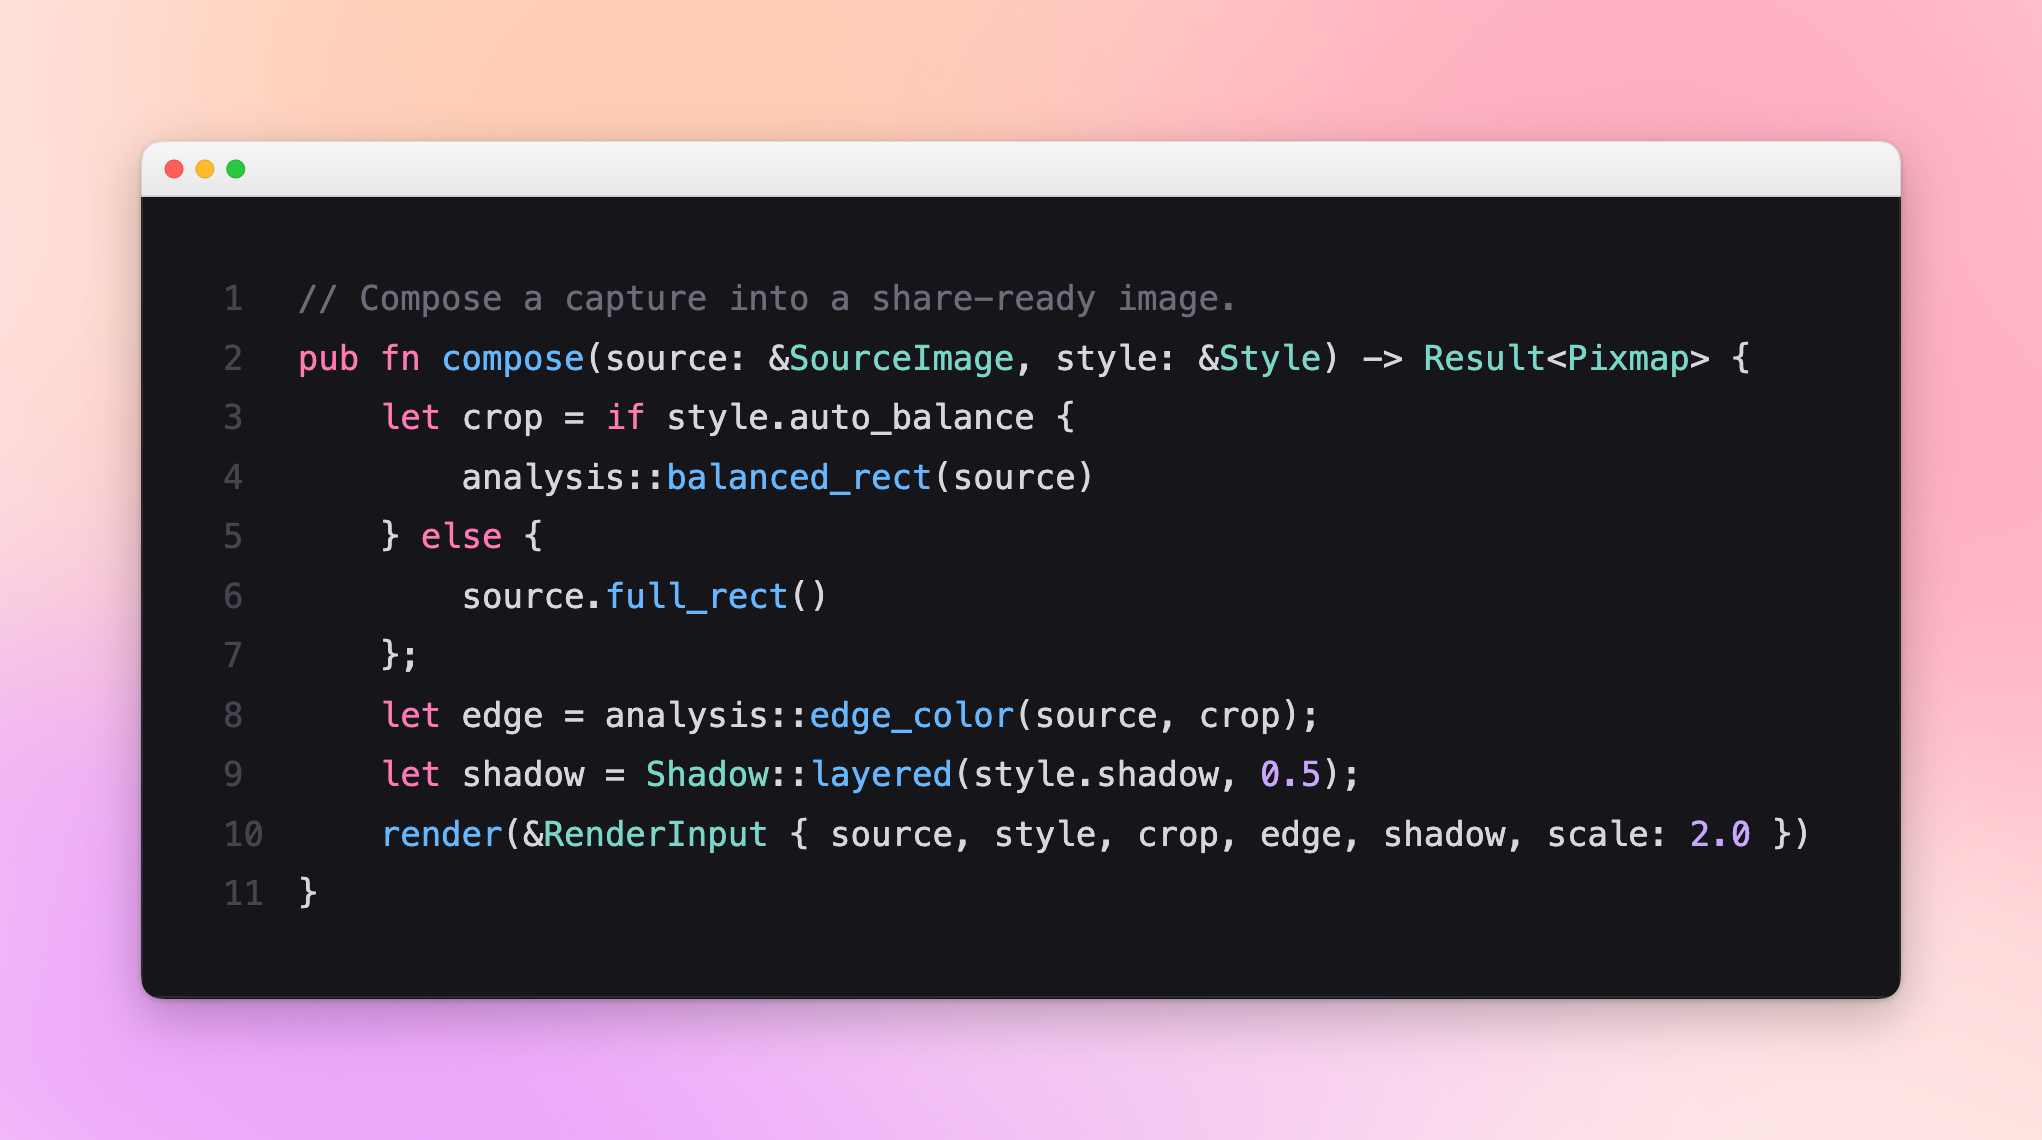 1 // Compose a capture into a share-ready image.
2 pub fn compose(source: &SourceImage, style: &Style) -> Result<Pixmap> {
3     let crop = if style.auto_balance {
4         analysis::balanced_rect(source)
5     } else {
6         source.full_rect()
7     };
8     let edge = analysis::edge_color(source, crop);
9     let shadow = Shadow::layered(style.shadow, 0.5);
10     render(&RenderInput { source, style, crop, edge, shadow, scale: 2.0 })
11 }